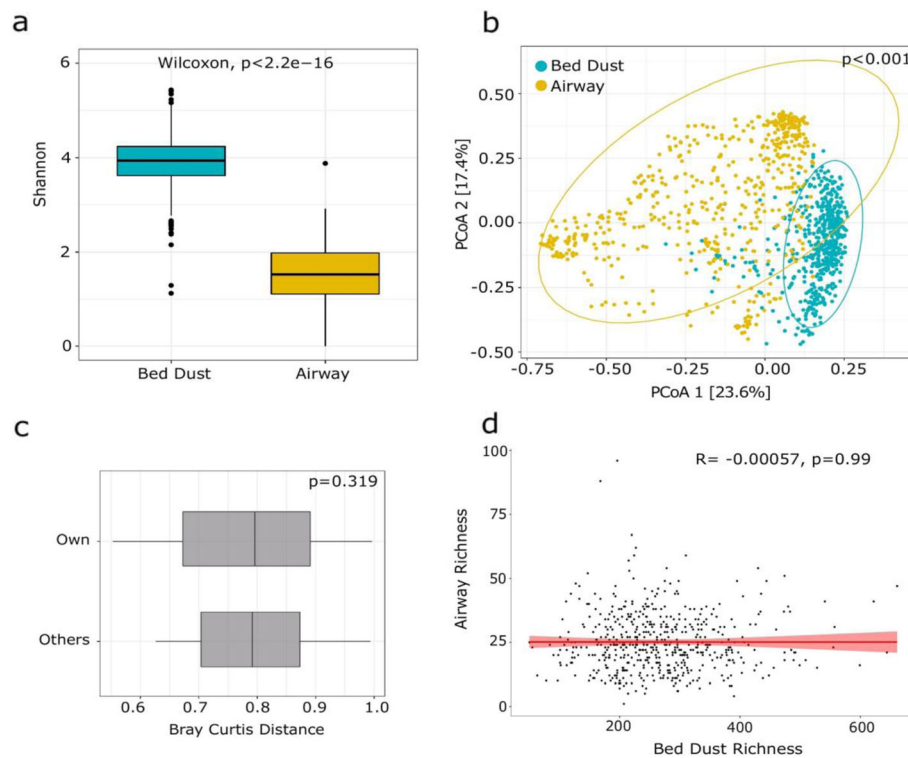 a
Wilcoxon, p<2.2e−16
6
4
2
0
Shannon
Bed Dust
Airway
b
Bed Dust
Airway
p<0.001
0.50
0.25
0.00
-0.25
-0.50
PCoA 2 [17.4%]
-0.75 -0.50 -0.25 0.00 0.25
PCoA 1 [23.6%]
c
p=0.319
Own
Others
0.6 0.7 0.8 0.9 1.0
Bray Curtis Distance
d
R= -0.00057, p=0.99
100
75
50
25
0
Airway Richness
200 400 600
Bed Dust Richness